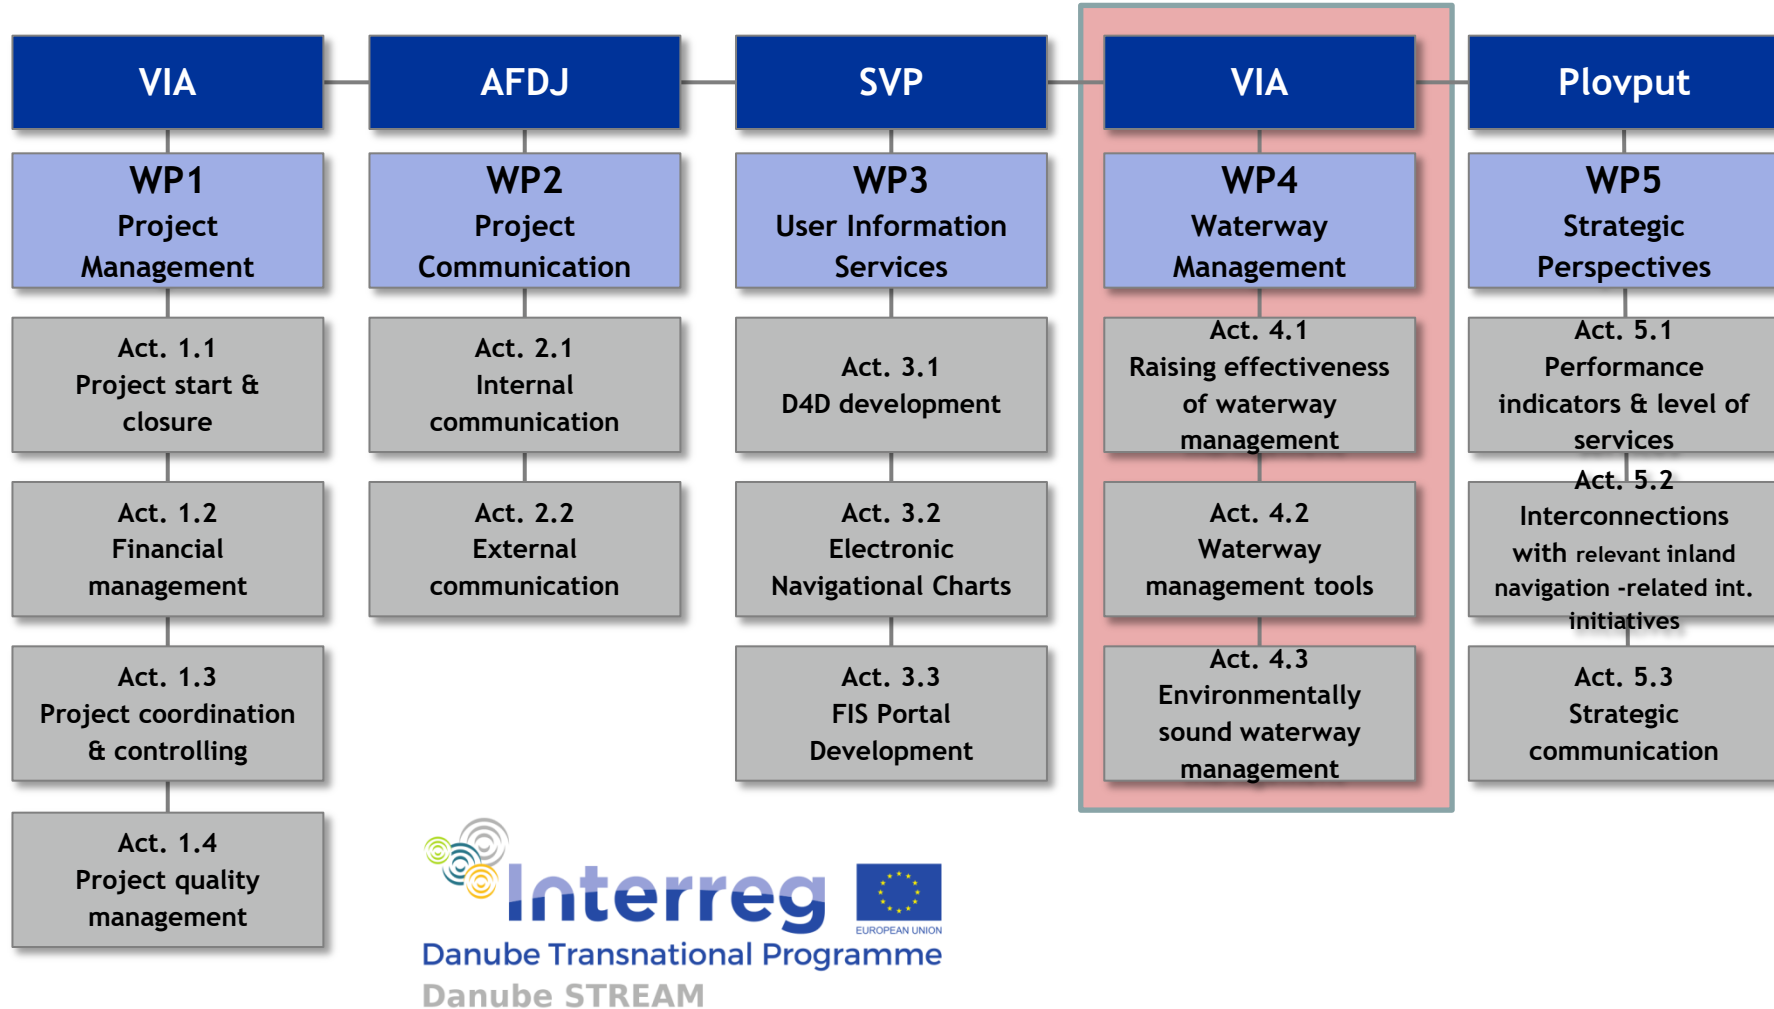 VIA
AFDJ
SVP
VIA
Plovput
WP1
Project
Management
WP2
Project
Communication
WP3
User Information
Services
WP4
Waterway
Management
WP5
Strategic
Perspectives
Act. 1.1
Project start &
closure
Act. 2.1
Internal
communication
Act. 3.1
D4D development
Act. 4.1
Raising effectiveness
of waterway
management
Act. 5.1
Performance
indicators & level of
services
Act. 1.2
Financial
management
Act. 2.2
External
communication
Act. 3.2
Electronic
Navigational Charts
Act. 4.2
Waterway
management tools
Act. 5.2
Interconnections
with relevant inland
navigation -related int.
initiatives
Act. 1.3
Project coordination
& controlling
Act. 3.3
FIS Portal
Development
Act. 4.3
Environmentally
sound waterway
management
Act. 5.3
Strategic
communication
Act. 1.4
Project quality
management
Interreg
EUROPEAN UNION
Danube Transnational Programme
Danube STREAM